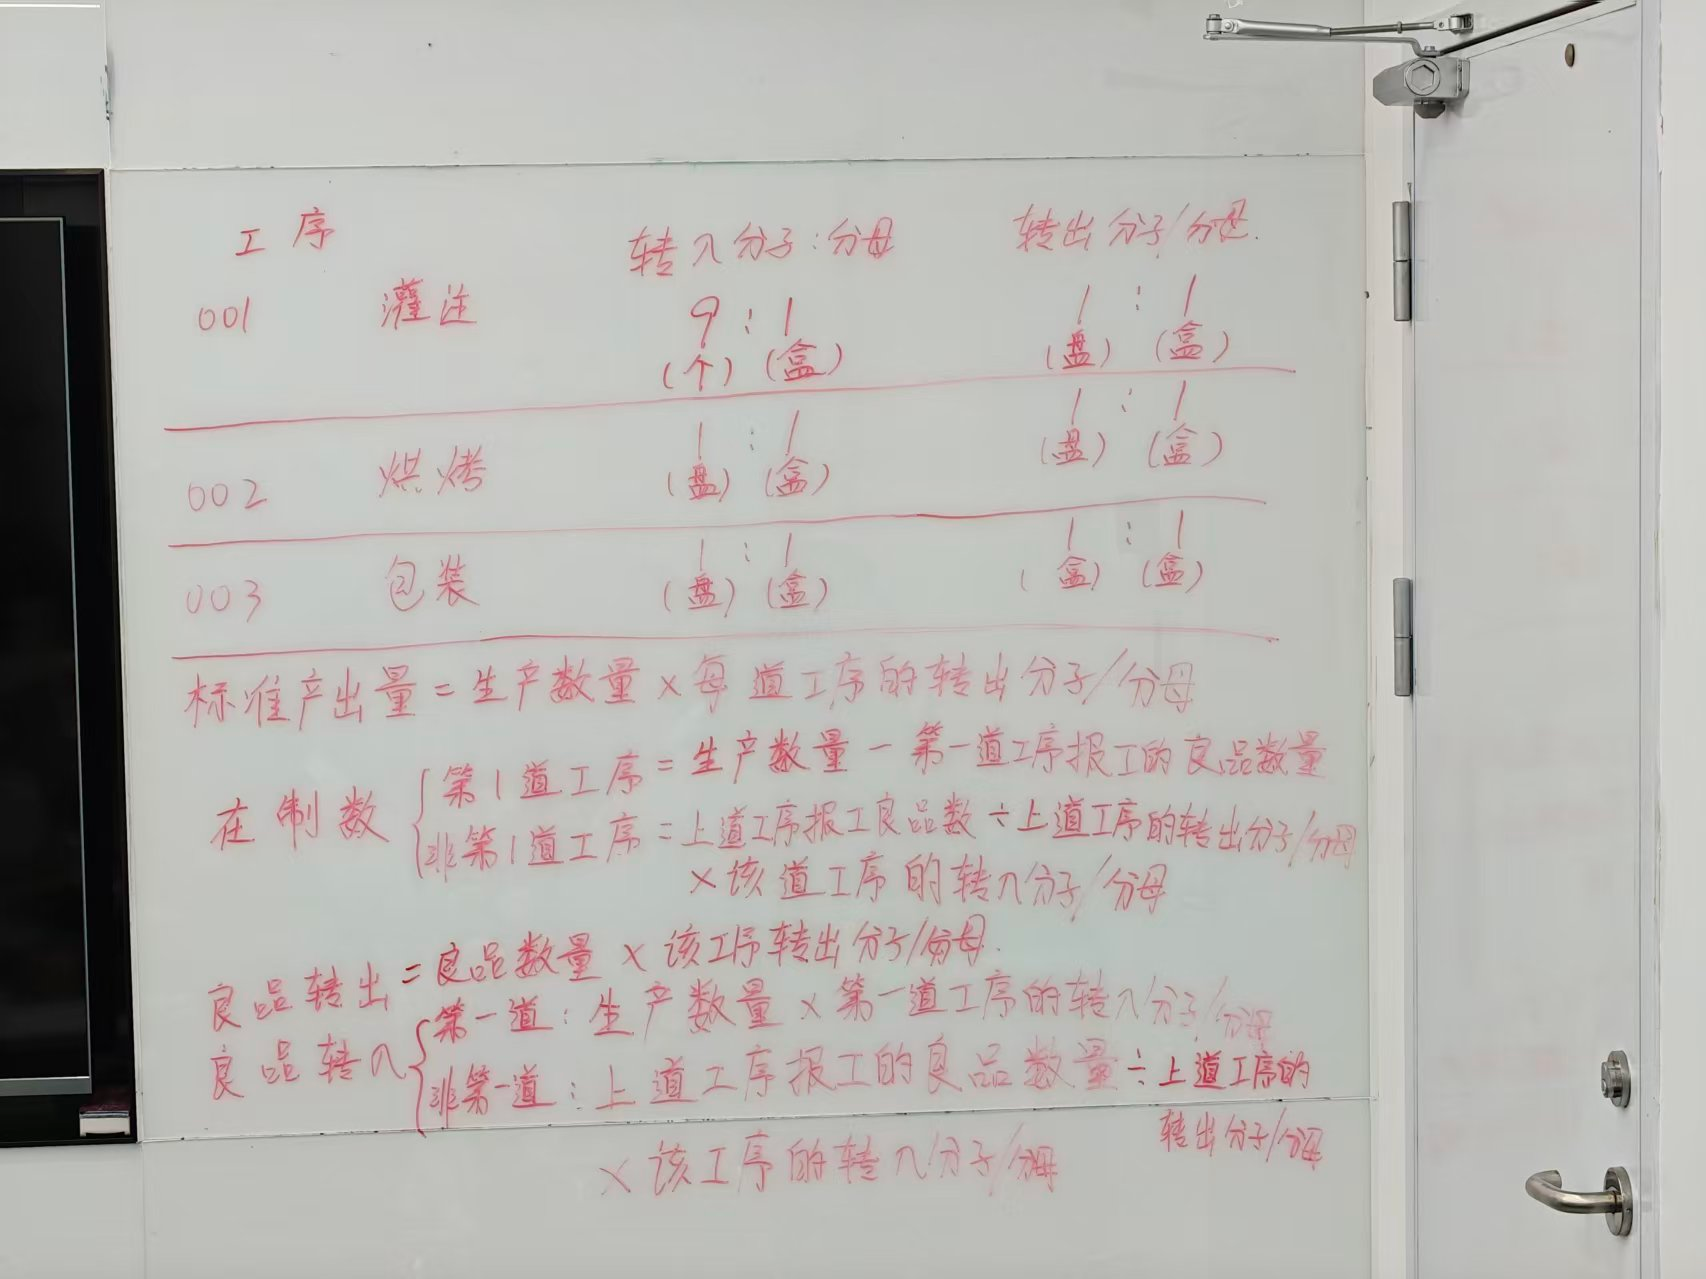 工序 转入分子:分母 转出分子/分母.
001 灌注 9:1 1:1
(个) (盒) (盘) (盒)
002 烘烤 1:1 1:1
(盘) (盒) (盘) (盒)
003 包装 1:1 1:1
(盘) (盒) (盒) (盒)
标准产出量=生产数量×每道工序的转出分子/分母
在制数 { 第1道工序=生产数量-第一道工序报工的良品数量
非第1道工序=上道工序报工良品数÷上道工序的转出分子/分母
×该道工序的转入分子/分母
良品转出=良品数量×该工序转出分子/分母.
良品转入 { 第一道:生产数量×第一道工序的转入分子/分母
非第一道:上道工序报工的良品数量÷上道工序的
转出分子/分母
×该工序的转入分子/分母